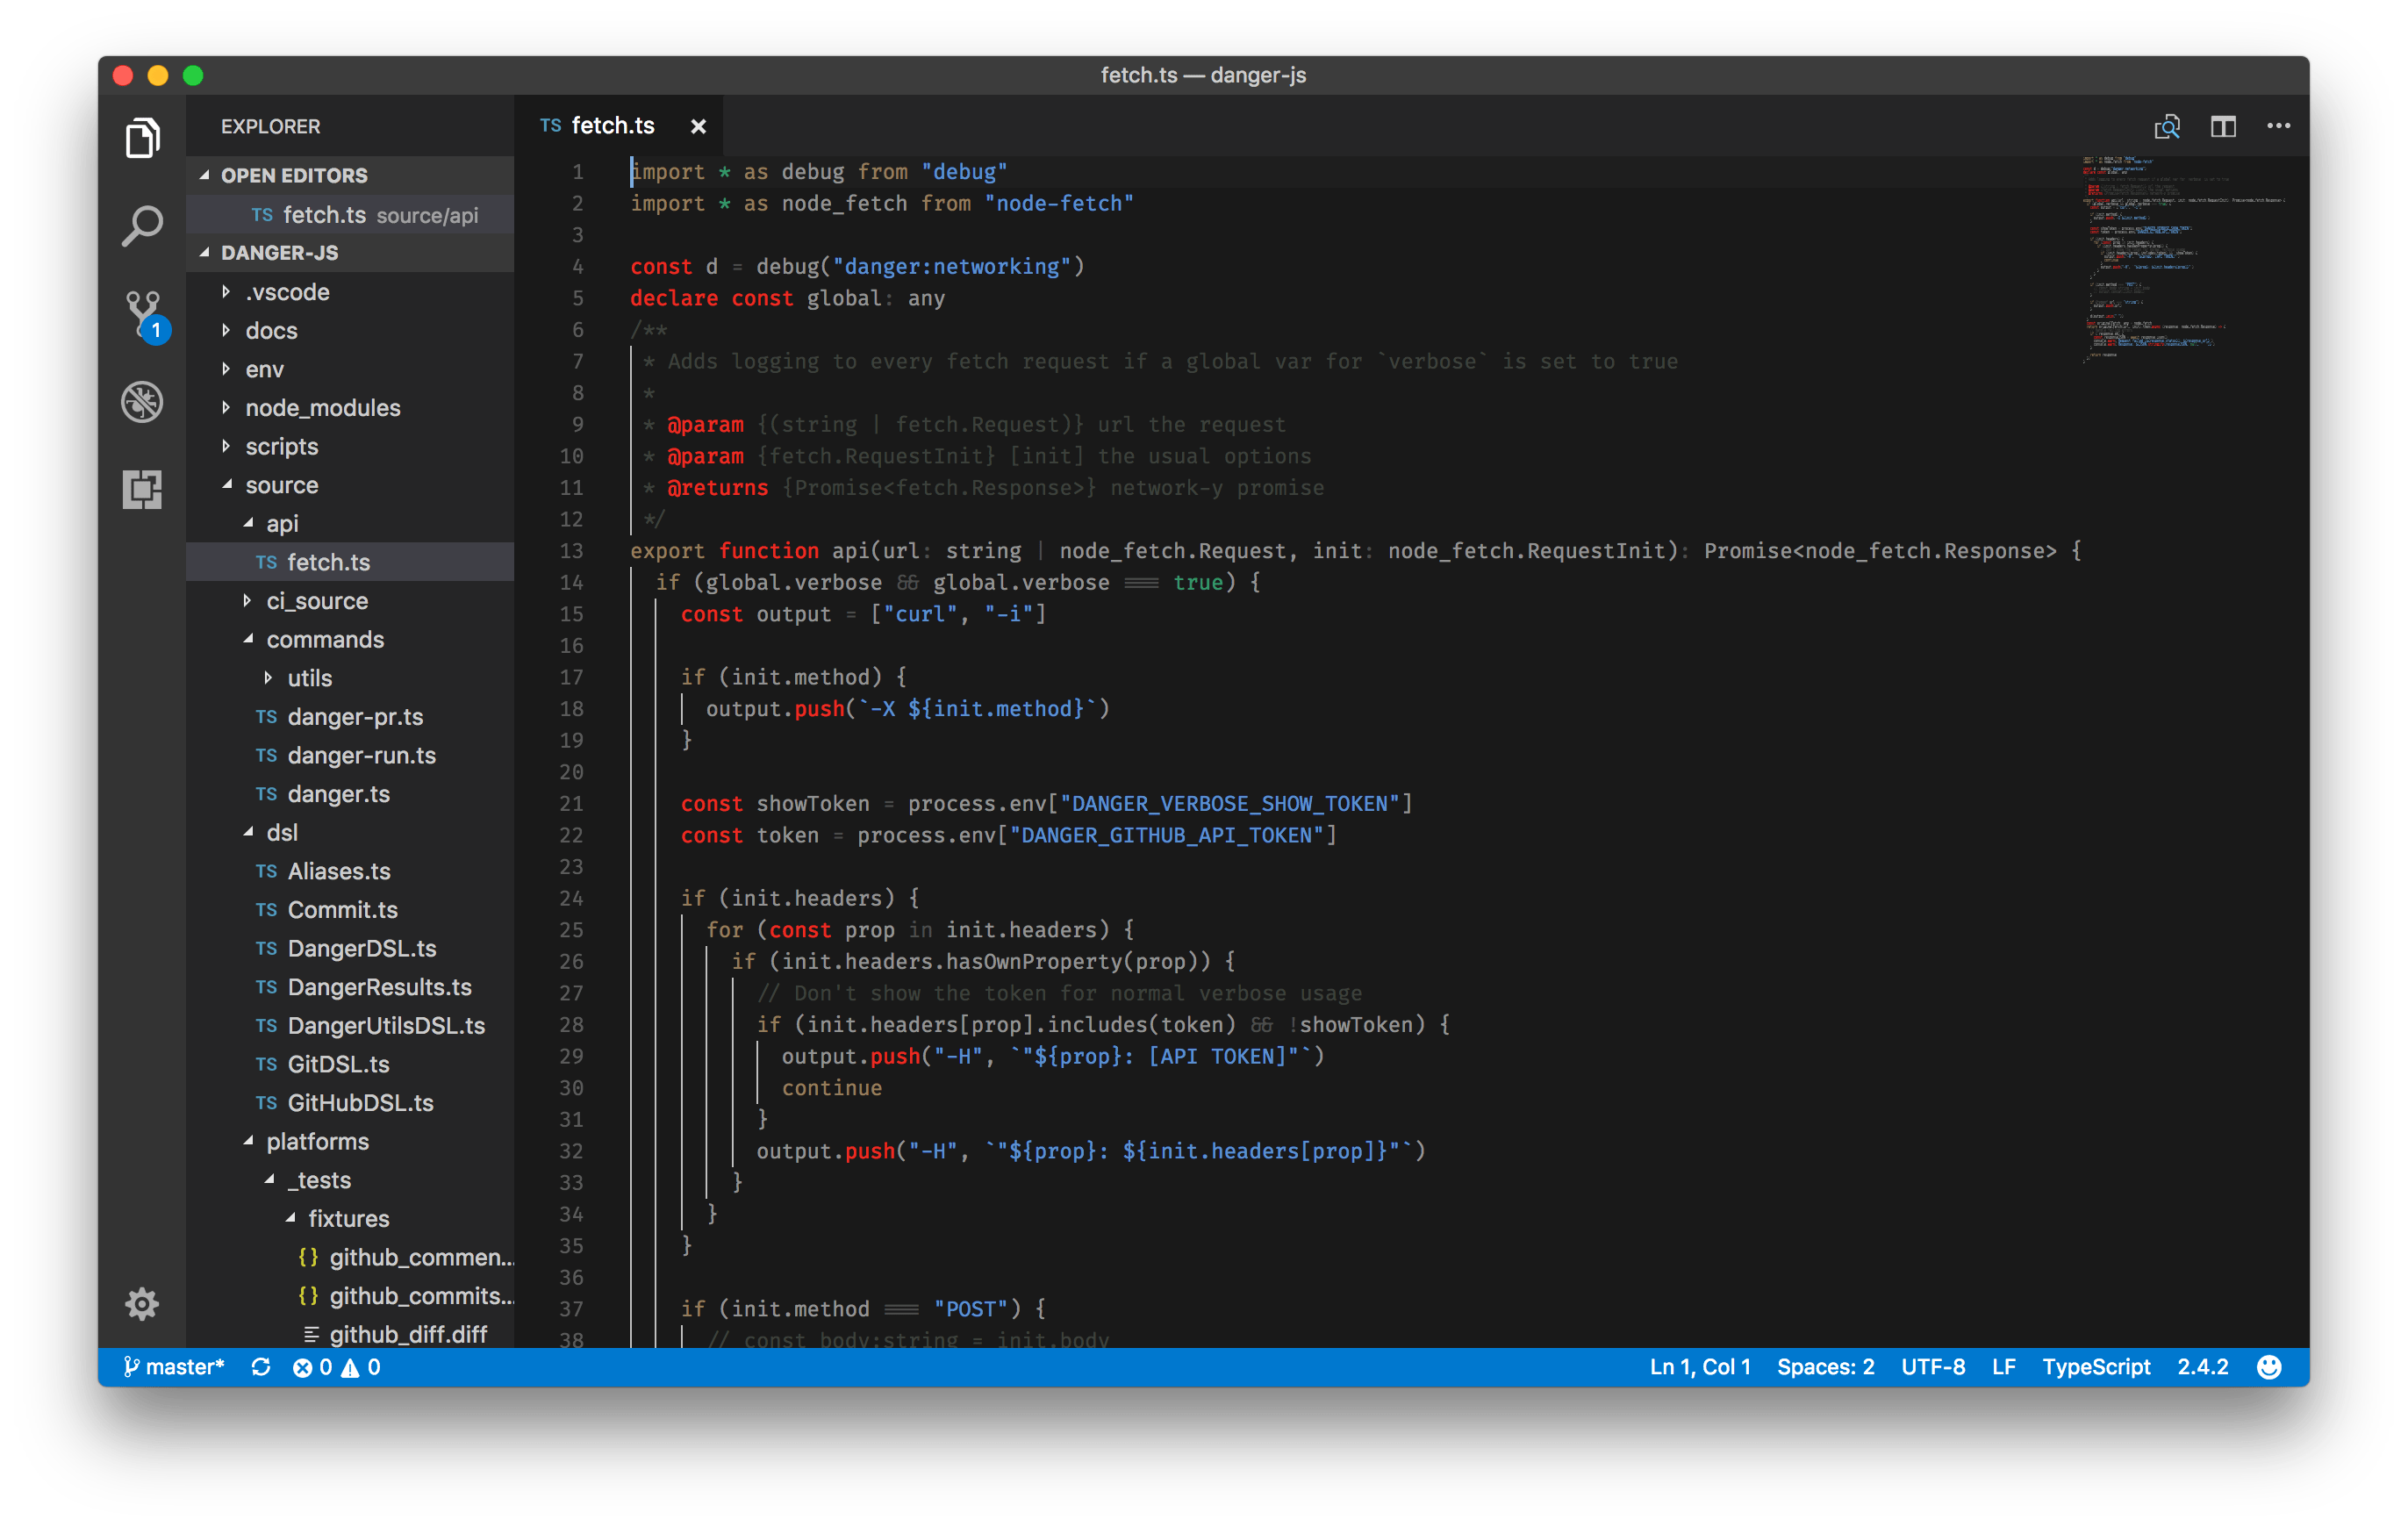 fetch.ts — danger-js
EXPLORER
OPEN EDITORS
TS fetch.ts source/api
DANGER-JS
.vscode
docs
env
node_modules
scripts
source
api
TS fetch.ts
ci_source
commands
utils
TS danger-pr.ts
TS danger-run.ts
TS danger.ts
dsl
TS Aliases.ts
TS Commit.ts
TS DangerDSL.ts
TS DangerResults.ts
TS DangerUtilsDSL.ts
TS GitDSL.ts
TS GitHubDSL.ts
platforms
_tests
fixtures
{} github_commen...
{} github_commits...
github_diff.diff
1
TS fetch.ts ×
1 import * as debug from "debug"
2 import * as node_fetch from "node-fetch"
3
4 const d = debug("danger:networking")
5 declare const global: any
6 /**
7 * Adds logging to every fetch request if a global var for `verbose` is set to true
8 *
9 * @param {(string | fetch.Request)} url the request
10 * @param {fetch.RequestInit} [init] the usual options
11 * @returns {Promise<fetch.Response>} network-y promise
12 */
13 export function api(url: string | node_fetch.Request, init: node_fetch.RequestInit): Promise<node_fetch.Response> {
14 if (global.verbose && global.verbose === true) {
15 const output = ["curl", "-i"]
16
17 if (init.method) {
18 output.push(`-X ${init.method}`)
19 }
20
21 const showToken = process.env["DANGER_VERBOSE_SHOW_TOKEN"]
22 const token = process.env["DANGER_GITHUB_API_TOKEN"]
23
24 if (init.headers) {
25 for (const prop in init.headers) {
26 if (init.headers.hasOwnProperty(prop)) {
27 // Don't show the token for normal verbose usage
28 if (init.headers[prop].includes(token) && !showToken) {
29 output.push("-H", `"${prop}: [API TOKEN]"`)
30 continue
31 }
32 output.push("-H", `"${prop}: ${init.headers[prop]}"`)
33 }
34 }
35 }
36
37 if (init.method === "POST") {
38 // const body:string = init.body
master* 0 0
Ln 1, Col 1 Spaces: 2 UTF-8 LF TypeScript 2.4.2